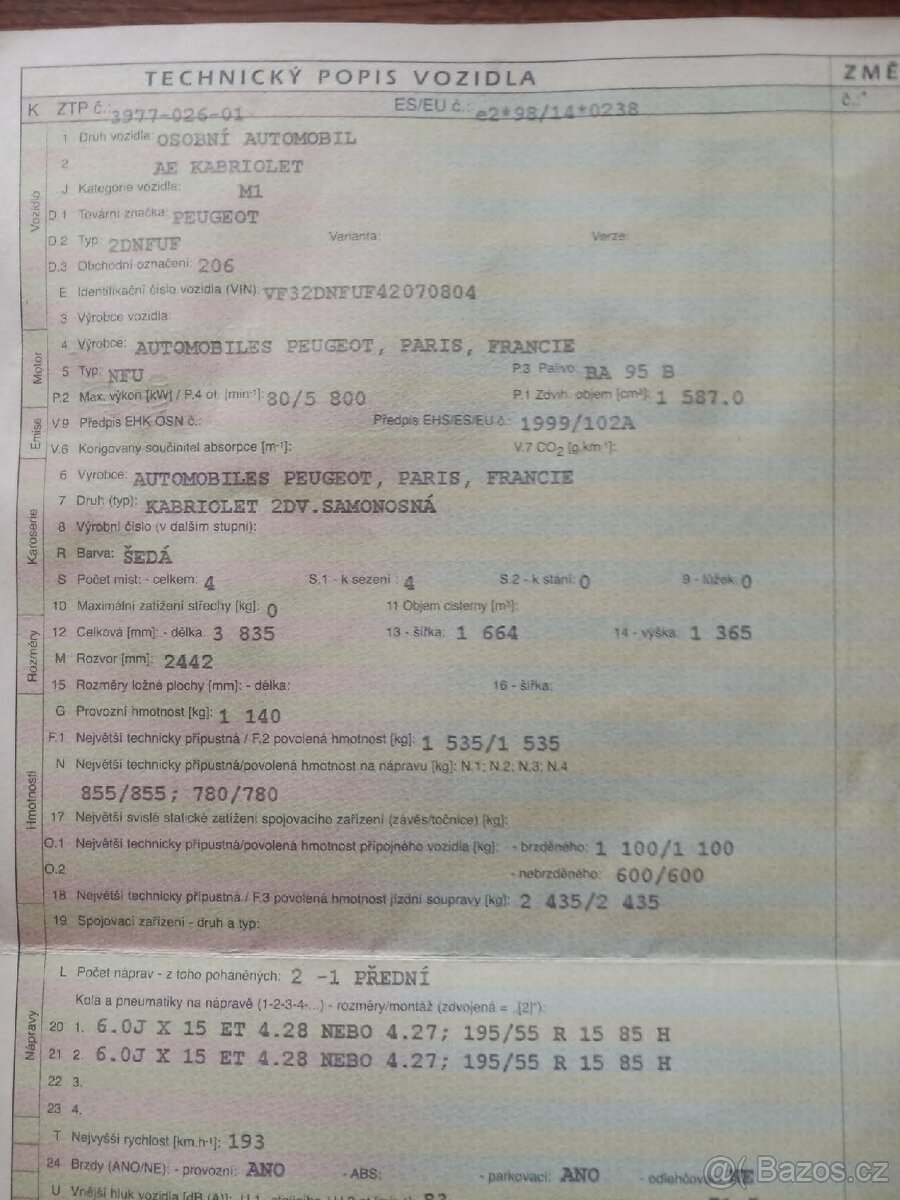 TECHNICKÝ POPIS VOZIDLA ZMĚ
K ZTP č.: 3977-026-01 ES/EU č.: e2*98/14*0238 č.:*
Vozidlo
1 Druh vozidla: OSOBNÍ AUTOMOBIL
2 AE KABRIOLET
J Kategorie vozidla: M1
D.1 Tovární značka: PEUGEOT
D.2 Typ: 2DNFUF Varianta: Verze:
D.3 Obchodní označení: 206
E Identifikační číslo vozidla (VIN): VF32DNFUF42070804
3 Výrobce vozidla:
Motor
4 Výrobce: AUTOMOBILES PEUGEOT, PARIS, FRANCIE
5 Typ: NFU P.3 Palivo: BA 95 B
P.2 Max. výkon [kW] / P.4 ot. [min-1]: 80/5 800 P.1 Zdvih. objem [cm3]: 1 587.0
Emise
V.9 Předpis EHK OSN č.: Předpis EHS/ES/EU č.: 1999/102A
V.6 Korigovaný součinitel absorpce [m-1]: V.7 CO2 [g.km-1]:
Karoserie
6 Výrobce: AUTOMOBILES PEUGEOT, PARIS, FRANCIE
7 Druh (typ): KABRIOLET 2DV.SAMONOSNÁ
8 Výrobní číslo (v dalším stupni):
R Barva: ŠEDÁ
S Počet míst: - celkem: 4 S.1 - k sezení : 4 S.2 - k stání: 0 9 - lůžek: 0
10 Maximální zatížení střechy [kg]: 0 11 Objem cisterny [m3]:
Rozměry
12 Celková [mm]: - délka: 3 835 13 - šířka: 1 664 14 - výška: 1 365
M Rozvor [mm]: 2442
15 Rozměry ložné plochy [mm]: - délka: 16 - šířka:
Hmotnosti
G Provozní hmotnost [kg]: 1 140
F.1 Největší technicky přípustná / F.2 povolená hmotnost [kg]: 1 535/1 535
N Největší technicky přípustná/povolená hmotnost na nápravu [kg]: N.1; N.2, N.3; N.4
855/855; 780/780
17 Největší svislé statické zatížení spojovacího zařízení (závěs/točnice) [kg]:
O.1 Největší technicky přípustná/povolená hmotnost přípojného vozidla [kg]: - brzděného: 1 100/1 100
O.2 - nebrzděného: 600/600
18 Největší technicky přípustná / F.3 povolená hmotnost jízdní soupravy [kg]: 2 435/2 435
19 Spojovací zařízení - druh a typ:
Nápravy
L Počet náprav - z toho poháněných: 2 -1 PŘEDNÍ
Kola a pneumatiky na nápravě (1-2-3-4-...) - rozměry/montáž (zdvojená = „[2]"):
20 1. 6.0J X 15 ET 4.28 NEBO 4.27; 195/55 R 15 85 H
21 2. 6.0J X 15 ET 4.28 NEBO 4.27; 195/55 R 15 85 H
22 3.
23 4.
T Nejvyšší rychlost [km.h-1]: 193
24 Brzdy (ANO/NE): - provozní: ANO - ABS: - parkovací: ANO - odlehčov
U Vnější hluk vozidla [dB (A)]: U.1 82
@/ Bazos.cz